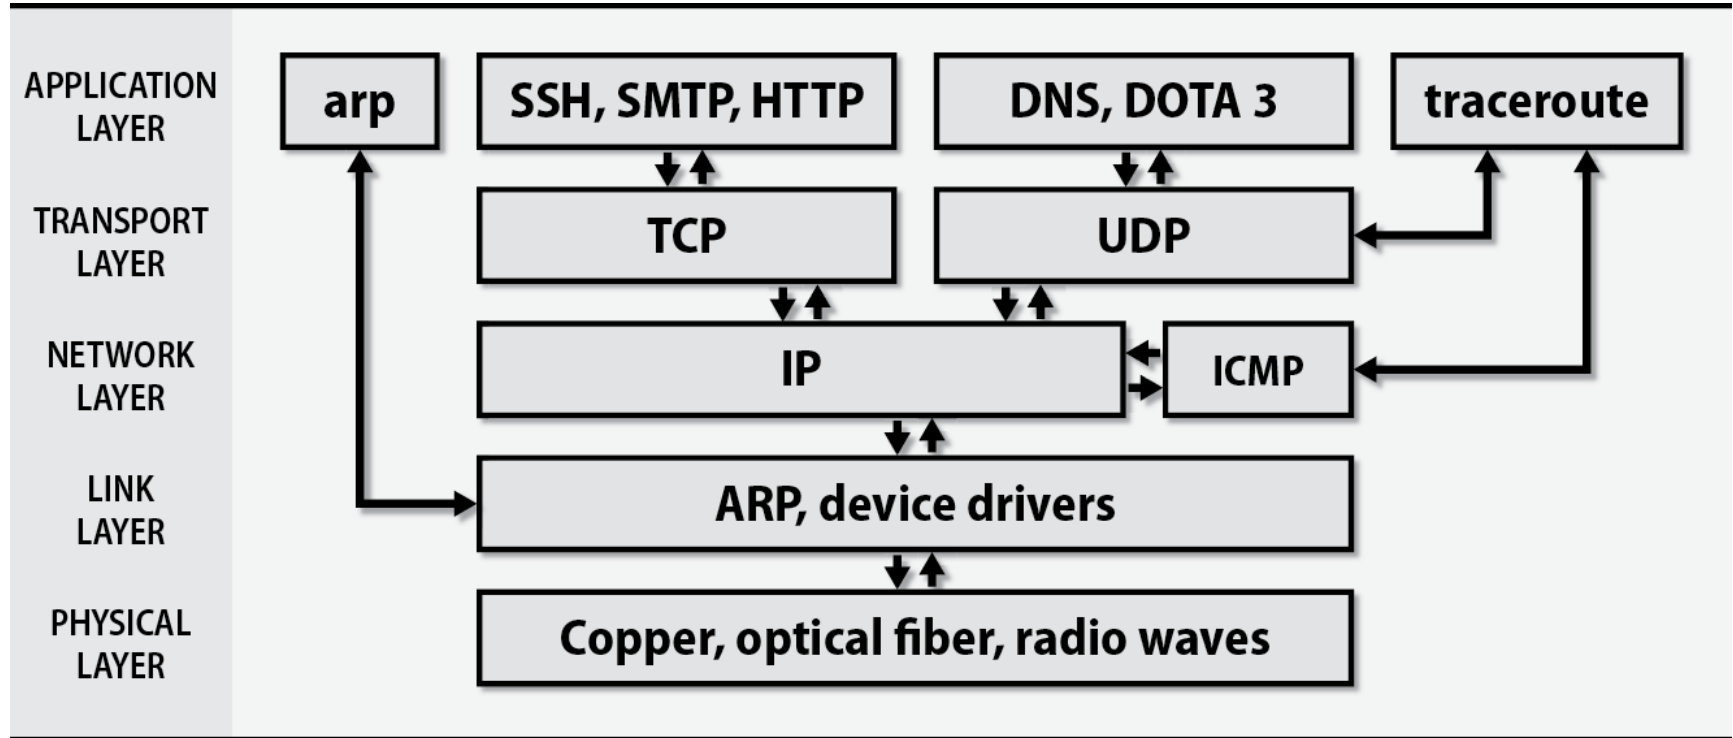 APPLICATION
LAYER
arp
SSH, SMTP, HTTP
DNS, DOTA 3
traceroute
TRANSPORT
LAYER
TCP
UDP
NETWORK
LAYER
IP
ICMP
LINK
LAYER
ARP, device drivers
PHYSICAL
LAYER
Copper, optical fiber, radio waves